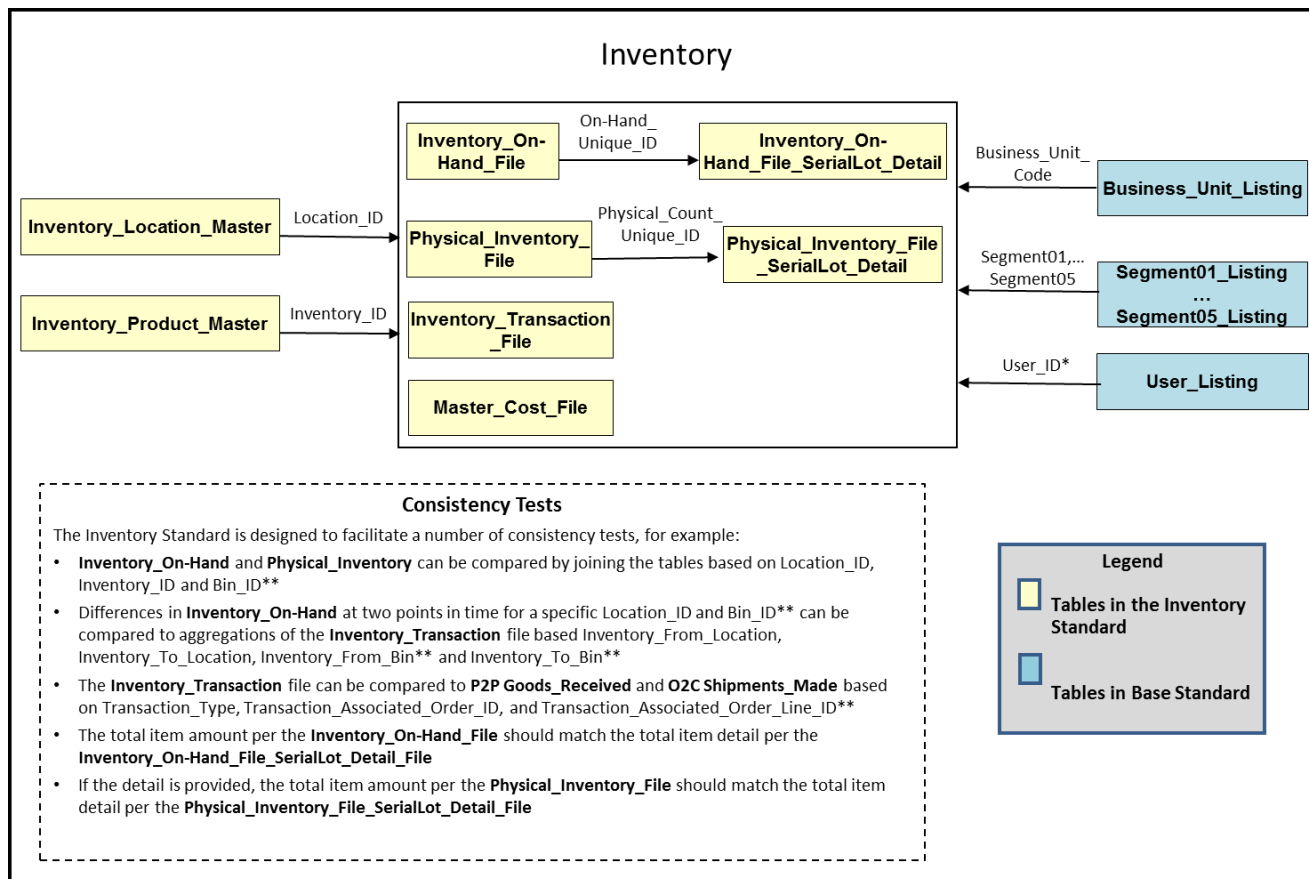 Inventory
Inventory_On-
Hand_File
On-Hand_
Unique_ID
Inventory_On-
Hand_File_SerialLot_Detail
Business_Unit_
Code
Business_Unit_Listing
Inventory_Location_Master
Location_ID
Physical_Inventory_
File
Physical_Count_
Unique_ID
Physical_Inventory_File
_SerialLot_Detail
Segment01,...
Segment05
Segment01_Listing
...
Segment05_Listing
Inventory_Product_Master
Inventory_ID
Inventory_Transaction
_File
User_ID*
User_Listing
Master_Cost_File
Consistency Tests
The Inventory Standard is designed to facilitate a number of consistency tests, for example:
• Inventory_On-Hand and Physical_Inventory can be compared by joining the tables based on Location_ID,
Inventory_ID and Bin_ID**
• Differences in Inventory_On-Hand at two points in time for a specific Location_ID and Bin_ID** can be
compared to aggregations of the Inventory_Transaction file based Inventory_From_Location,
Inventory_To_Location, Inventory_From_Bin** and Inventory_To_Bin**
• The Inventory_Transaction file can be compared to P2P Goods_Received and O2C Shipments_Made based
on Transaction_Type, Transaction_Associated_Order_ID, and Transaction_Associated_Order_Line_ID**
• The total item amount per the Inventory_On-Hand_File should match the total item detail per the
Inventory_On-Hand_File_SerialLot_Detail_File
• If the detail is provided, the total item amount per the Physical_Inventory_File should match the total item
detail per the Physical_Inventory_File_SerialLot_Detail_File
Legend
Tables in the Inventory
Standard
Tables in Base Standard